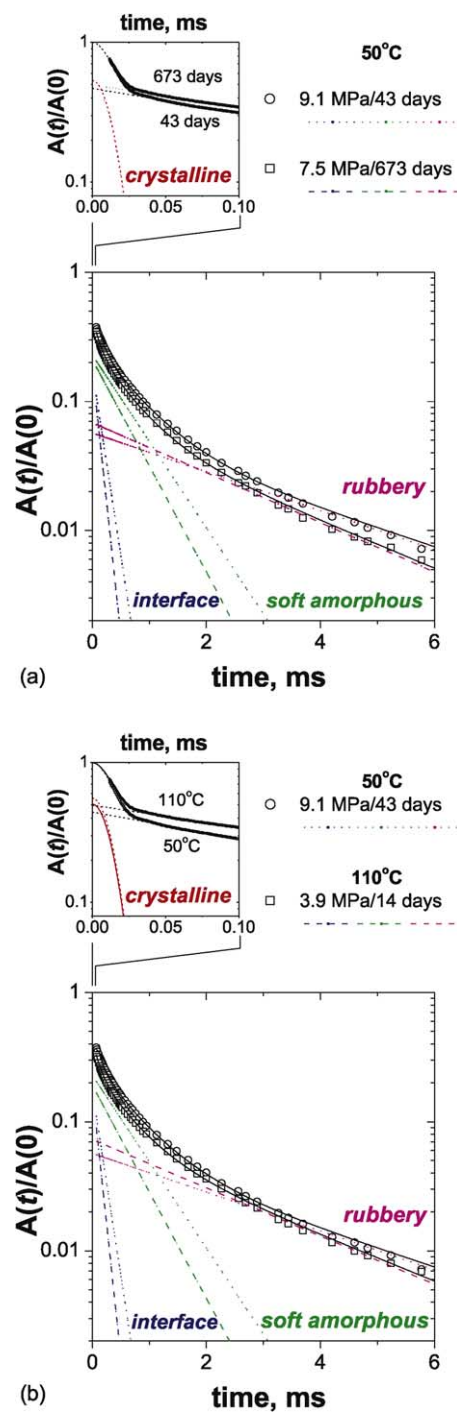 time, ms
50°C
A(t)/A(0)
1
0.1
673 days
43 days
crystalline
0.00
0.05
0.10
9.1 MPa/43 days
7.5 MPa/673 days
A(t)/A(0)
1
0.1
0.01
rubbery
interface
soft amorphous
0
2
4
6
(a)
time, ms
time, ms
50°C
A(t)/A(0)
1
0.1
110°C
50°C
crystalline
0.00
0.05
0.10
9.1 MPa/43 days
110°C
3.9 MPa/14 days
A(t)/A(0)
1
0.1
0.01
rubbery
interface
soft amorphous
0
2
4
6
(b)
time, ms